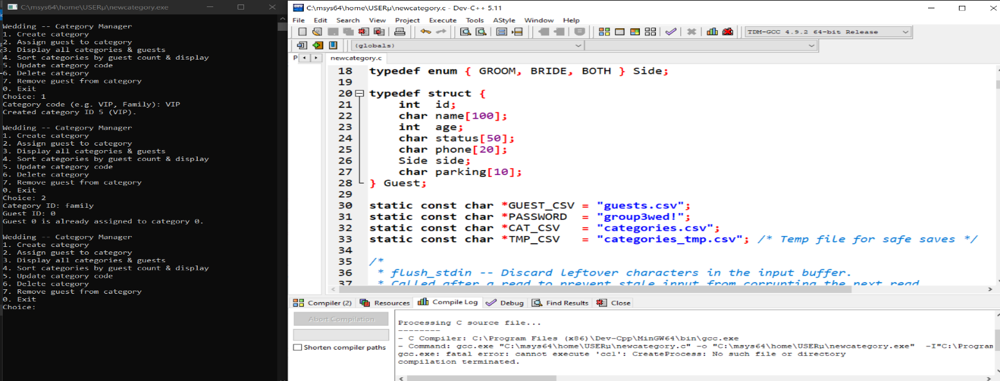 C:\msys64\home\USERµ\newcategory.exe
Wedding -- Category Manager
1. Create category
2. Assign guest to category
3. Display all categories & guests
4. Sort categories by guest count & display
5. Update category code
6. Delete category
7. Remove guest from category
0. Exit
Choice: 1
Category code (e.g. VIP, Family): VIP
Created category ID 5 (VIP).
Wedding -- Category Manager
1. Create category
2. Assign guest to category
3. Display all categories & guests
4. Sort categories by guest count & display
5. Update category code
6. Delete category
7. Remove guest from category
0. Exit
Choice: 2
Category ID: family
Guest ID: 0
Guest 0 is already assigned to category 0.
Wedding -- Category Manager
1. Create category
2. Assign guest to category
3. Display all categories & guests
4. Sort categories by guest count & display
5. Update category code
6. Delete category
7. Remove guest from category
0. Exit
Choice:
C:\msys64\home\USERµ\newcategory.c - Dev-C++ 5.11
File Edit Search View Project Execute Tools AStyle Window Help
TDM-GCC 4.9.2 64-bit Release
(globals)
P newcategory.c
18 typedef enum { GROOM, BRIDE, BOTH } Side;
19
20 typedef struct {
21 int id;
22 char name[100];
23 int age;
24 char status[50];
25 char phone[20];
26 Side side;
27 char parking[10];
28 } Guest;
29
30 static const char *GUEST_CSV = "guests.csv";
31 static const char *PASSWORD = "group3wed!";
32 static const char *CAT_CSV = "categories.csv";
33 static const char *TMP_CSV = "categories_tmp.csv"; /* Temp file for safe saves */
34
35 /*
36 * flush_stdin -- Discard leftover characters in the input buffer.
37 * Called after a read to prevent stale input from corrupting the next read
Compiler (2) Resources Compile Log Debug Find Results Close
Abort Compilation
Shorten compiler paths
Processing C source file...
--------
- C Compiler: C:\Program Files (x86)\Dev-Cpp\MinGW64\bin\gcc.exe
- Command: gcc.exe "C:\msys64\home\USERµ\newcategory.c" -o "C:\msys64\home\USERµ\newcategory.exe" -I"C:\Program
gcc.exe: fatal error: cannot execute 'cc1': CreateProcess: No such file or directory
compilation terminated.